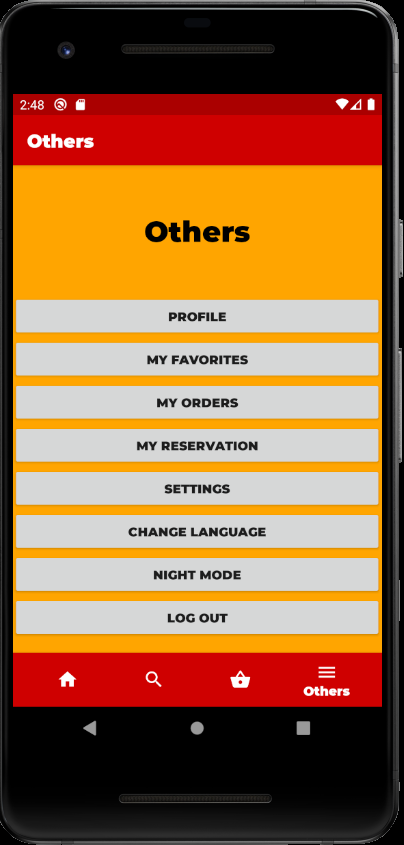 2:48
Others
Others
PROFILE
MY FAVORITES
MY ORDERS
MY RESERVATION
SETTINGS
CHANGE LANGUAGE
NIGHT MODE
LOG OUT
Others